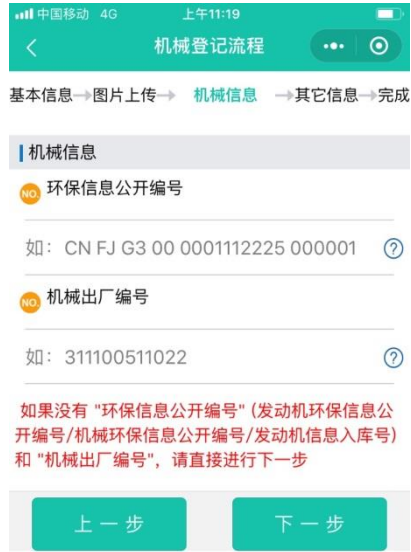 中国移动 4G 上午11:19
机械登记流程
基本信息→图片上传→ 机械信息 →其它信息→完成
机械信息
NO. 环保信息公开编号
如：CN FJ G3 00 0001112225 000001 ?
NO. 机械出厂编号
如：311100511022 ?
如果没有 "环保信息公开编号" (发动机环保信息公
开编号/机械环保信息公开编号/发动机信息入库号)
和 "机械出厂编号"，请直接进行下一步
上一步 下一步